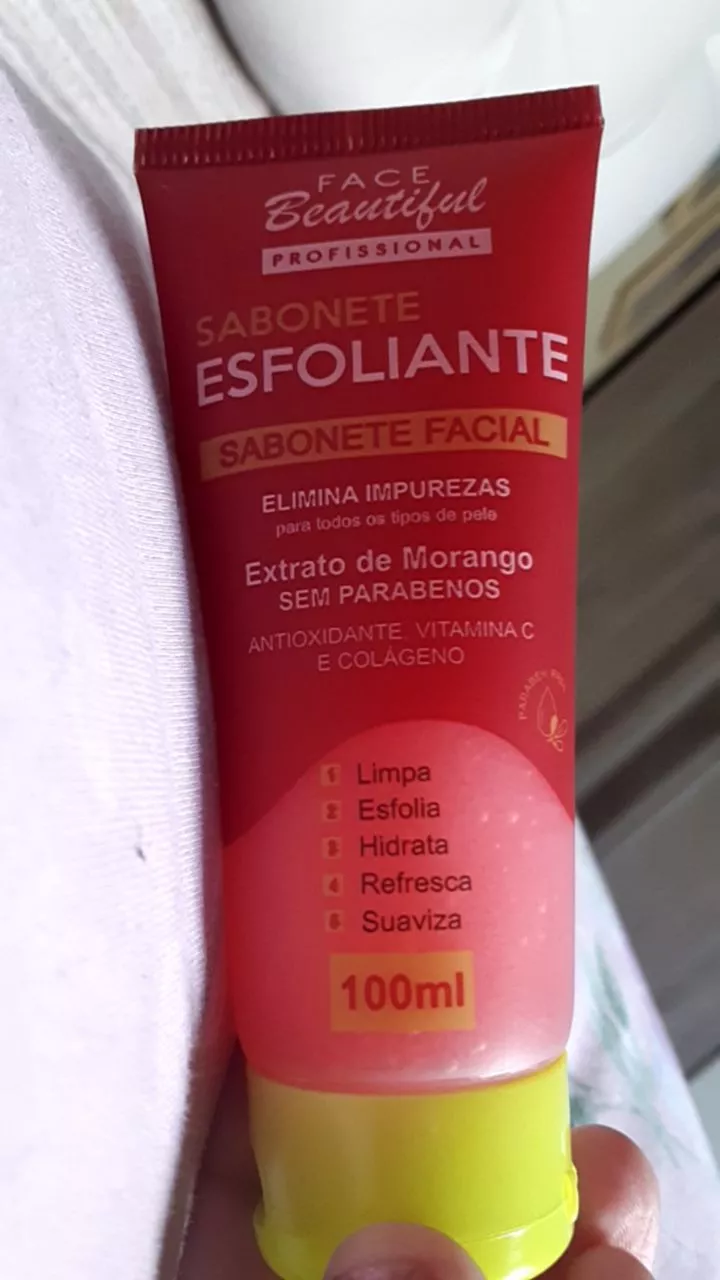 FACE
Beautiful
PROFISSIONAL
SABONETE
ESFOLIANTE
SABONETE FACIAL
ELIMINA IMPUREZAS
para todos os tipos de pele
Extrato de Morango
SEM PARABENOS
ANTIOXIDANTE VITAMINA C
E COLÁGENO
1 Limpa
2 Esfolia
3 Hidrata
4 Refresca
5 Suaviza
100ml